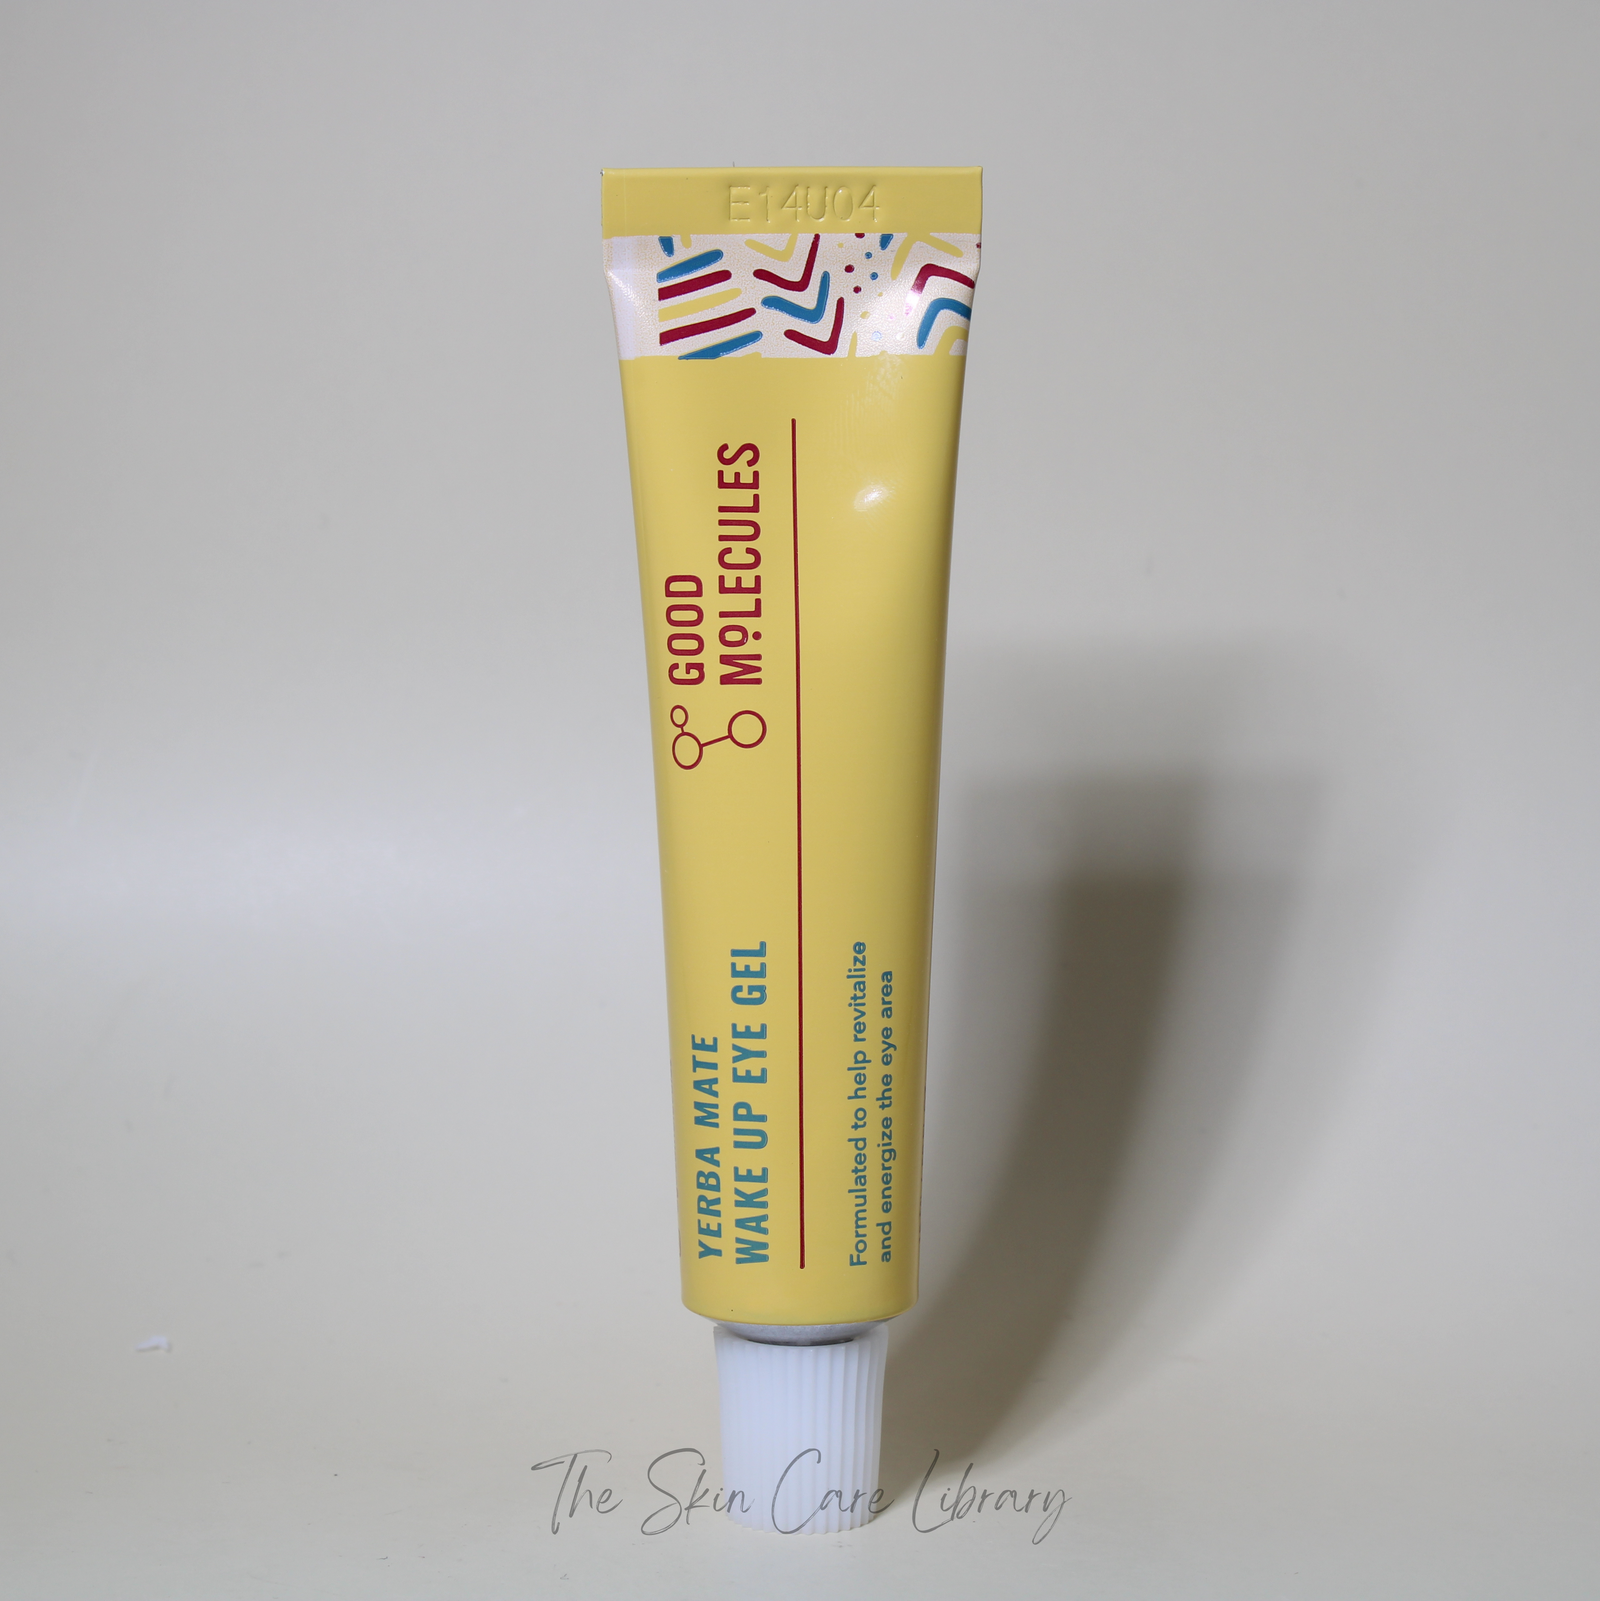 E14U04
GOOD
MOLECULES
YERBA MATE
WAKE UP EYE GEL
Formulated to help revitalize
and energize the eye area
The Skin Care Library